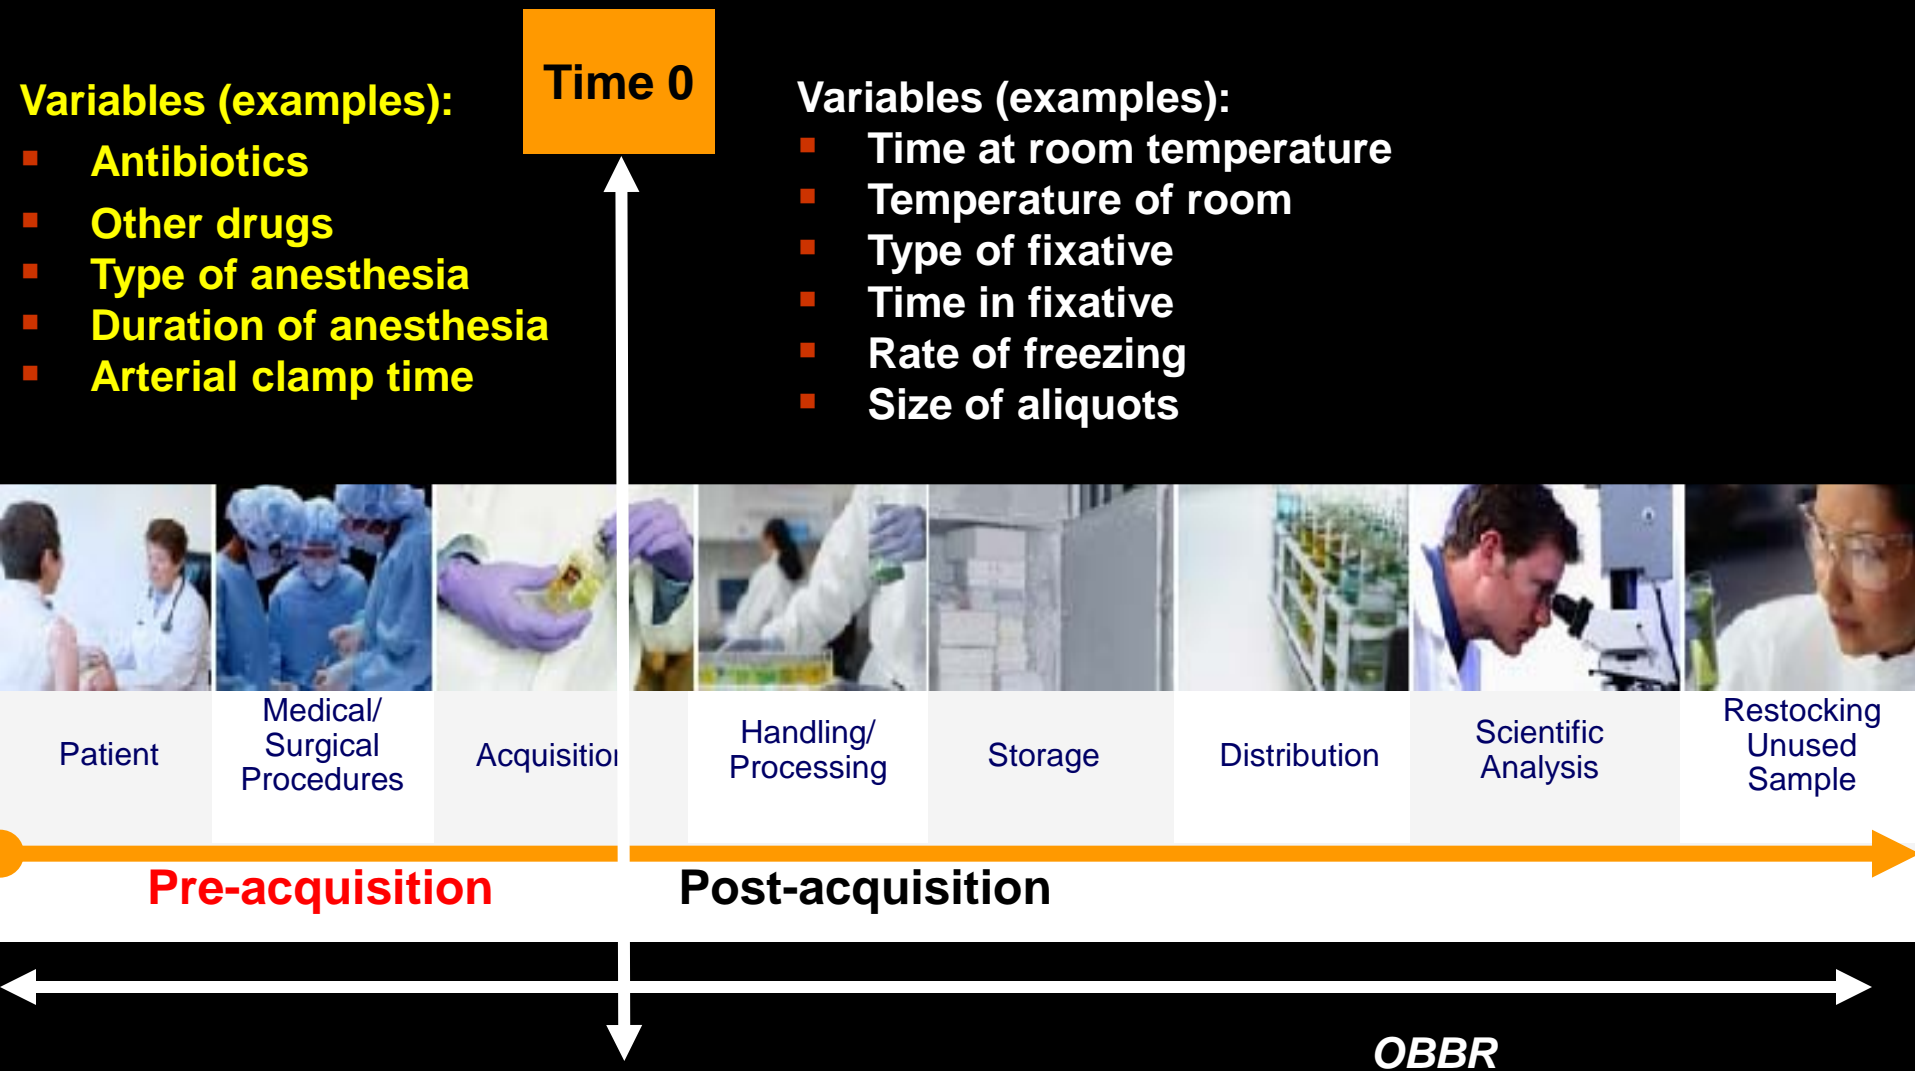 Time 0
Variables (examples):
Antibiotics
Other drugs
Type of anesthesia
Duration of anesthesia
Arterial clamp time
Variables (examples):
Time at room temperature
Temperature of room
Type of fixative
Time in fixative
Rate of freezing
Size of aliquots
Patient
Medical/
Surgical
Procedures
Acquisition
Handling/
Processing
Storage
Distribution
Scientific
Analysis
Restocking
Unused
Sample
Pre-acquisition
Post-acquisition
OBBR